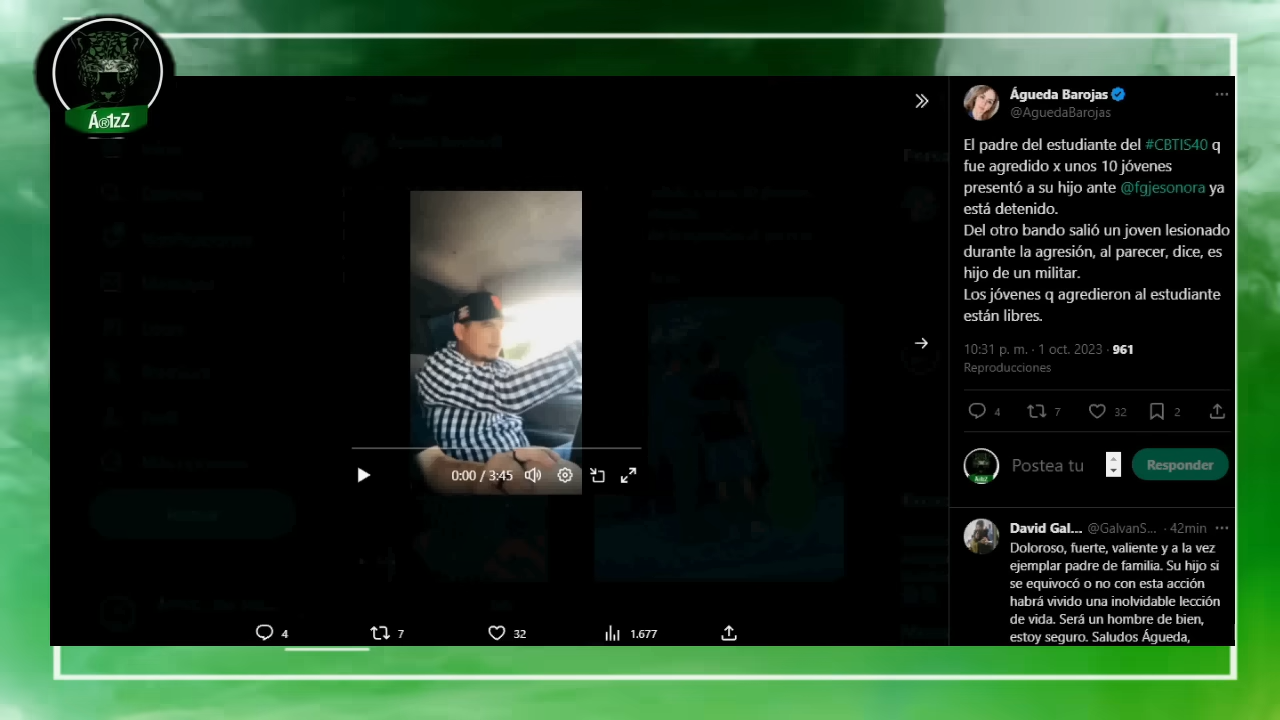 Á®1zZ
Águeda Barojas
@AguedaBarojas
El padre del estudiante del #CBTIS40 q
fue agredido x unos 10 jóvenes
presentó a su hijo ante @fgjesonora ya
está detenido.
Del otro bando salió un joven lesionado
durante la agresión, al parecer, dice, es
hijo de un militar.
Los jóvenes q agredieron al estudiante
están libres.
10:31 p. m. · 1 oct. 2023 · 961
Reproducciones
4 7 32 2
Postea tu
Responder
0:00 / 3:45
David Gal... @GalvanS... · 42min
Doloroso, fuerte, valiente y a la vez
ejemplar padre de familia. Su hijo si
se equivocó o no con esta acción
habrá vivido una inolvidable lección
de vida. Será un hombre de bien,
estoy seguro. Saludos Águeda,
4 7 32 1.677